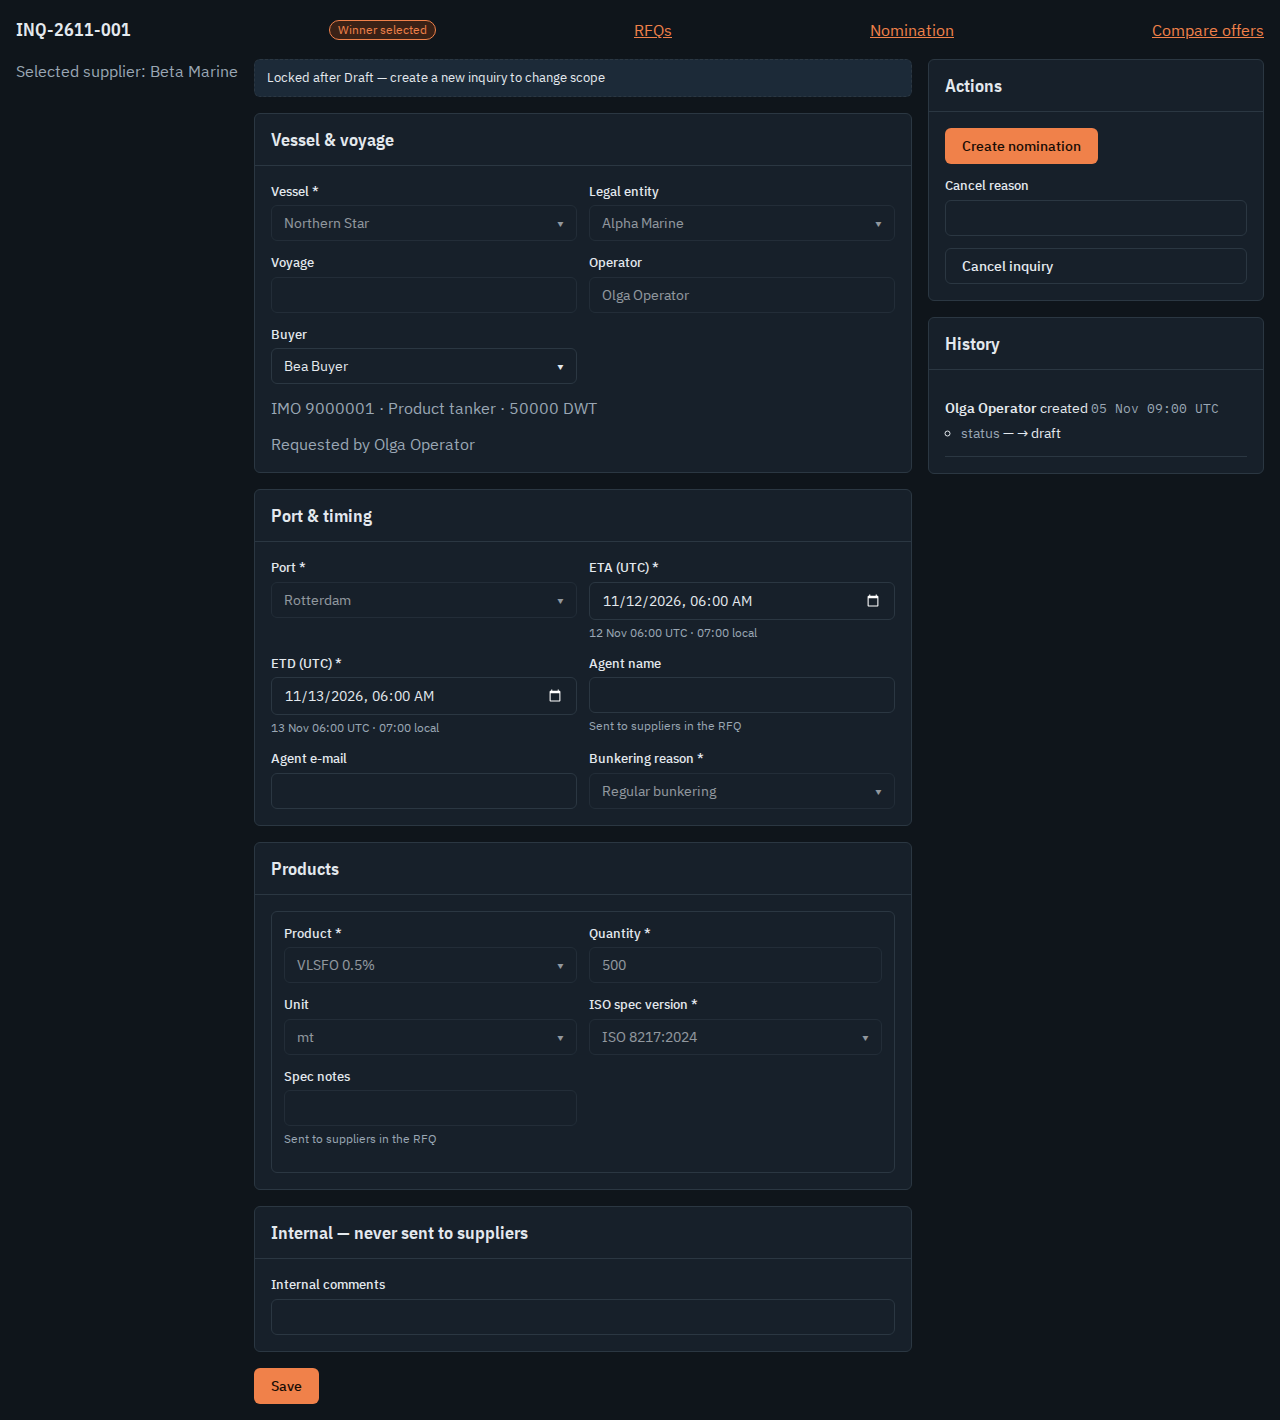 INQ-2611-001
Winner selected
RFQs
Nomination
Compare offers
Selected supplier: Beta Marine
Locked after Draft — create a new inquiry to change scope
Vessel & voyage
Vessel *
Legal entity
Northern Star
Alpha Marine
Voyage
Operator
Olga Operator
Buyer
Bea Buyer
IMO 9000001 · Product tanker · 50000 DWT
Requested by Olga Operator
Port & timing
Port *
ETA (UTC) *
Rotterdam
11/12/2026, 06:00 AM
12 Nov 06:00 UTC · 07:00 local
ETD (UTC) *
Agent name
11/13/2026, 06:00 AM
13 Nov 06:00 UTC · 07:00 local
Sent to suppliers in the RFQ
Agent e-mail
Bunkering reason *
Regular bunkering
Products
Product *
Quantity *
VLSFO 0.5%
500
Unit
ISO spec version *
mt
ISO 8217:2024
Spec notes
Sent to suppliers in the RFQ
Internal — never sent to suppliers
Internal comments
Save
Actions
Create nomination
Cancel reason
Cancel inquiry
History
Olga Operator created 05 Nov 09:00 UTC
status — → draft